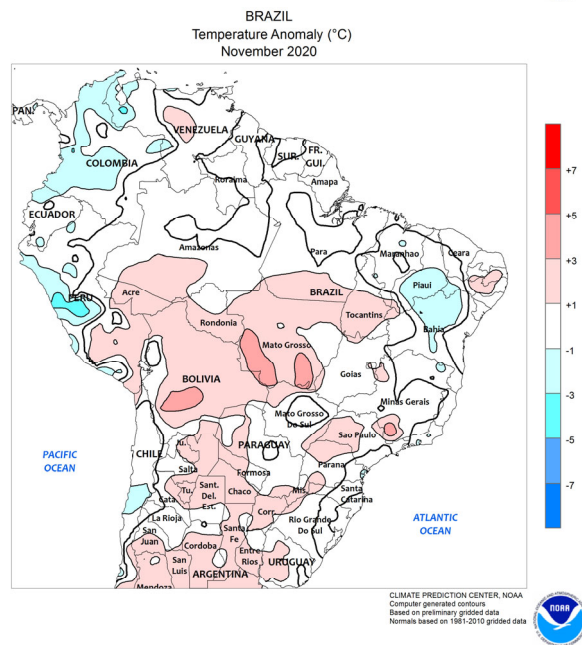 BRAZIL
Temperature Anomaly (°C)
November 2020
PAN.
VENEZUELA
GUYANA
SUR.
FR.
GUI.
COLOMBIA
Roraima
Amapa
ECUADOR
Amazonas
Para
Maranhao
Ceara
PERU
Acre
BRAZIL
Piaui
Rondonia
Tocantins
Bahia
Mato Grosso
BOLIVIA
Goias
Mato Grosso
Do Sul
Minas Gerais
CHILE
PARAGUAY
Sao Paulo
Ju.
Salta
Formosa
Parana
PACIFIC
OCEAN
Tu.
Sant.
Del.
Est.
Chaco
Mis.
Cata
Corr.
Santa
Catarina
La Rioja
Rio Grande
Do Sul
ATLANTIC
OCEAN
San
Juan
Santa
Fe
Cordoba
Entre
Rios
San
Luis
URUGUAY
ARGENTINA
Mendoza
+7
+5
+3
+1
-1
-3
-5
-7
CLIMATE PREDICTION CENTER, NOAA
Computer generated contours
Based on preliminary gridded data
Normals based on 1981-2010 gridded data
NOAA